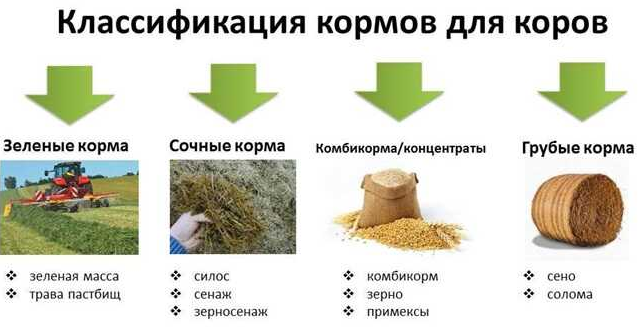 Классификация кормов для коров
Зеленые корма
Сочные корма
Комбикорма/концентраты
Грубые корма
❖ зеленая масса
❖ трава пастбищ
❖ силос
❖ сенаж
❖ зерносенаж
❖ комбикорм
❖ зерно
❖ примексы
❖ сено
❖ солома